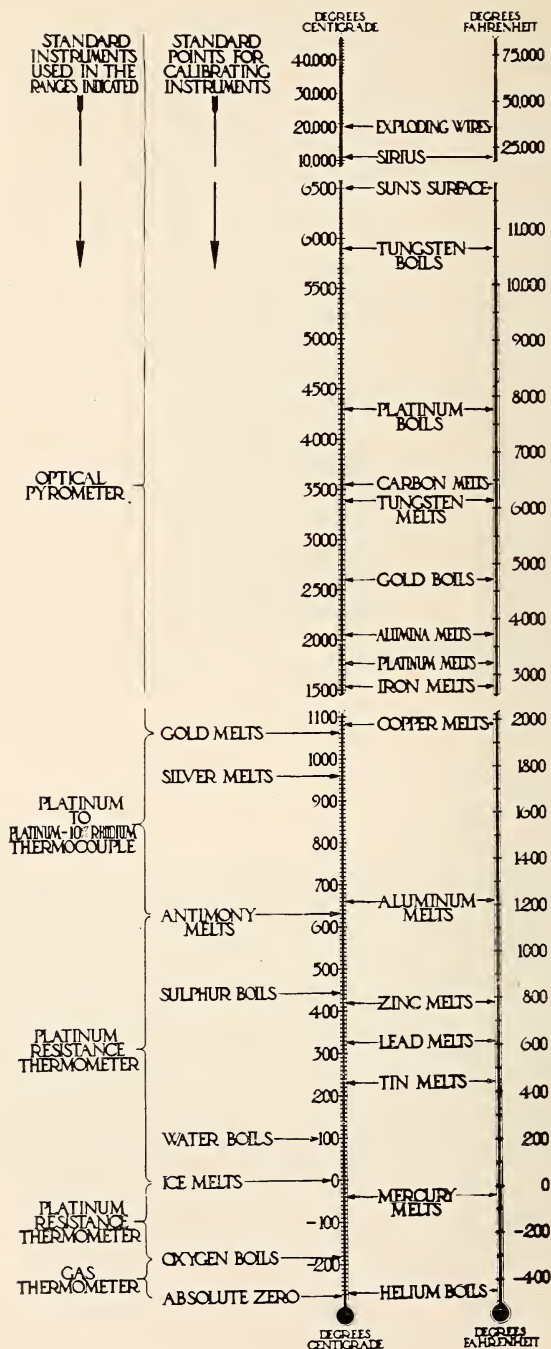 STANDARD
INSTRUMENTS
USED IN THE
RANGES INDICATED
STANDARD
POINTS FOR
CALIBRATING
INSTRUMENTS
DEGREES
CENTIGRADE
DEGREES
FAHRENHEIT
40,000
30,000
20,000
10,000
EXPLODING WIRES
SIRIUS
75,000
50,000
25,000
6500
6000
5500
5000
4500
4000
3500
3000
2500
2000
1500
SUN'S SURFACE
TUNGSTEN
BOILS
PLATINUM
BOILS
CARBON MELTS
TUNGSTEN
MELTS
GOLD BOILS
ALUMINA MELTS
PLATINUM MELTS
IRON MELTS
11,000
10,000
9000
8000
7000
6000
5000
4000
3000
OPTICAL
PYROMETER
PLATINUM
TO
PLATINUM-10% RHODIUM
THERMOCOUPLE
PLATINUM
RESISTANCE
THERMOMETER
PLATINUM
RESISTANCE
THERMOMETER
GAS
THERMOMETER
GOLD MELTS
SILVER MELTS
ANTIMONY
MELTS
SULPHUR BOILS
WATER BOILS
ICE MELTS
OXYGEN BOILS
ABSOLUTE ZERO
1100
1000
900
800
700
600
500
400
300
200
100
0
-100
-200
COPPER MELTS
ALUMINUM
MELTS
ZINC MELTS
LEAD MELTS
TIN MELTS
MERCURY
MELTS
HELIUM BOILS
2000
1800
1600
1400
1200
1000
800
600
400
200
0
-200
-400
DEGREES
CENTIGRADE
DEGREES
FAHRENHEIT